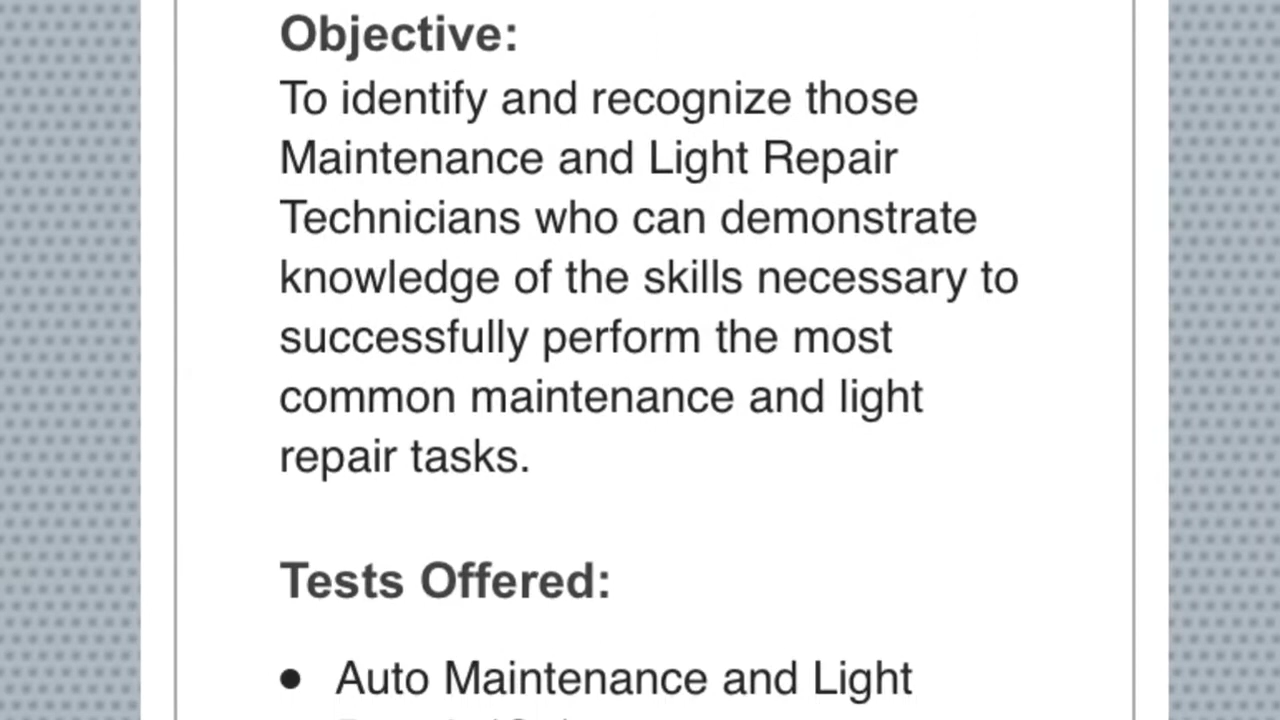 Objective:
To identify and recognize those
Maintenance and Light Repair
Technicians who can demonstrate
knowledge of the skills necessary to
successfully perform the most
common maintenance and light
repair tasks.
Tests Offered:
● Auto Maintenance and Light